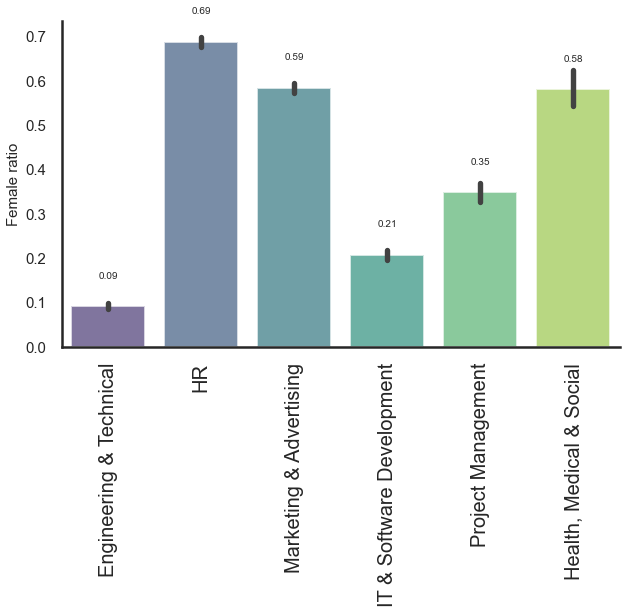 0.69
0.7
0.59
0.58
0.6
0.5
0.4
0.35
0.3
0.21
0.2
0.09
0.1
0.0
Female ratio
Engineering & Technical
HR
Marketing & Advertising
IT & Software Development
Project Management
Health, Medical & Social